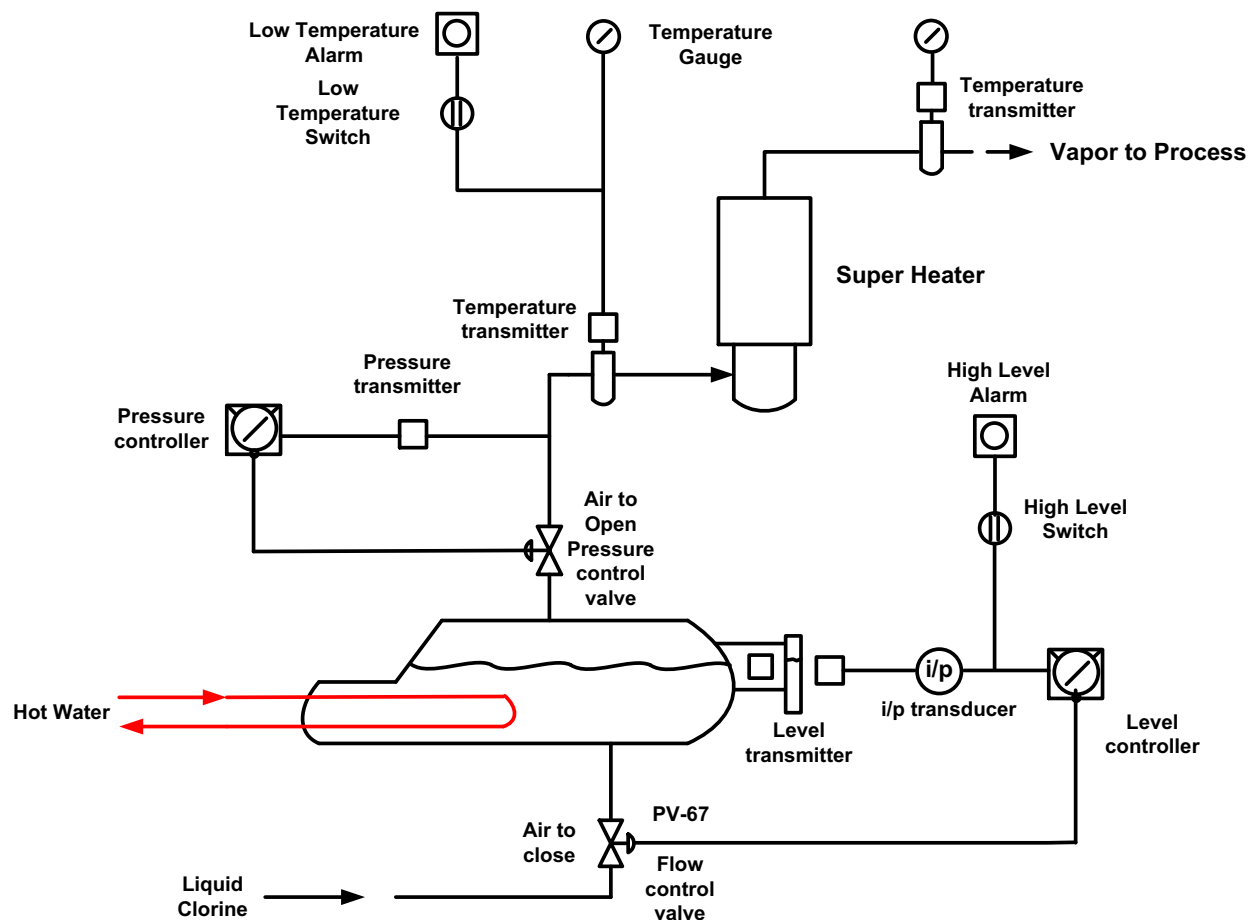 Low Temperature
Alarm
Temperature
Gauge
Low
Temperature
Switch
Temperature
transmitter
Vapor to Process
Super Heater
Temperature
transmitter
Pressure
transmitter
High Level
Alarm
Pressure
controller
Air to
Open
Pressure
control
valve
High Level
Switch
i/p
i/p transducer
Hot Water
Level
transmitter
Level
controller
PV-67
Air to
close
Flow
control
valve
Liquid
Clorine